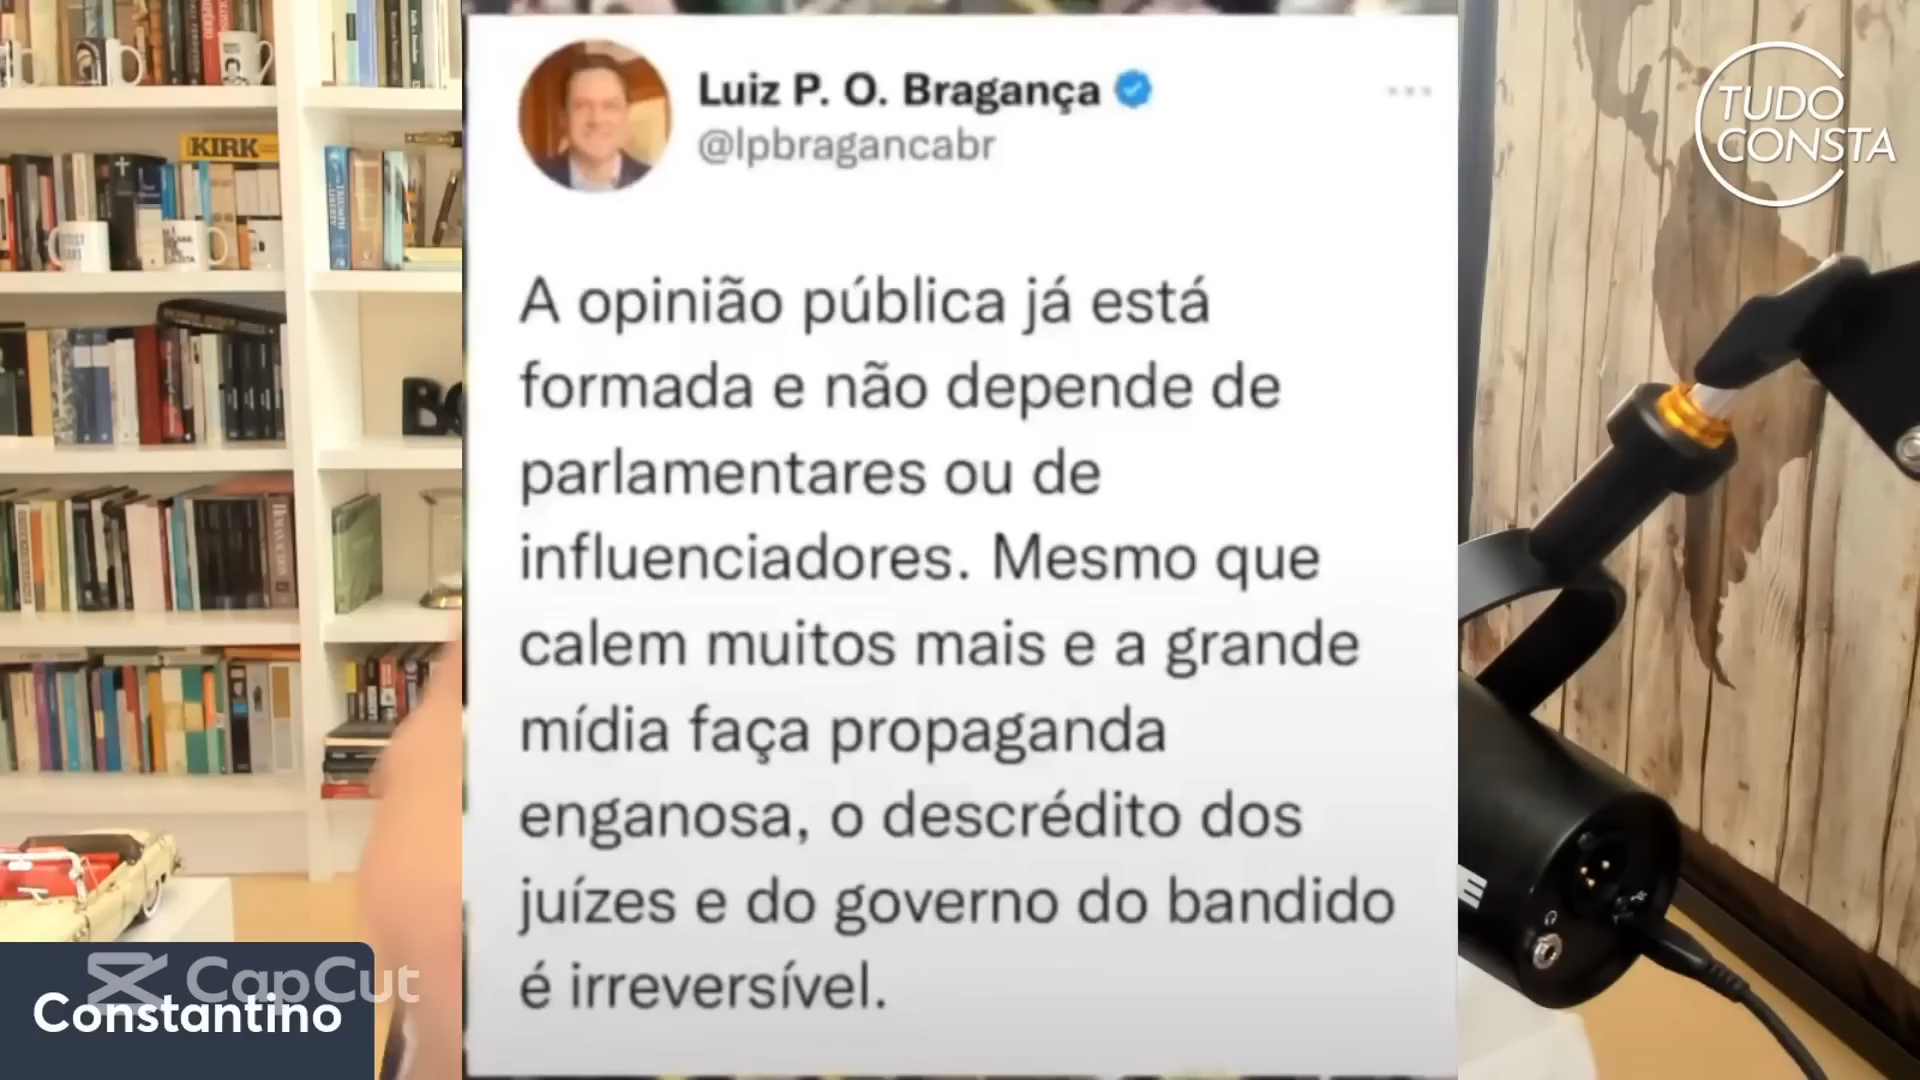 KIRK
TUDO
CONSTA
Luiz P. O. Bragança
@lpbragancabr
A opinião pública já está
formada e não depende de
parlamentares ou de
influenciadores. Mesmo que
calem muitos mais e a grande
mídia faça propaganda
enganosa, o descrédito dos
juízes e do governo do bandido
é irreversível.
CapCut
Constantino